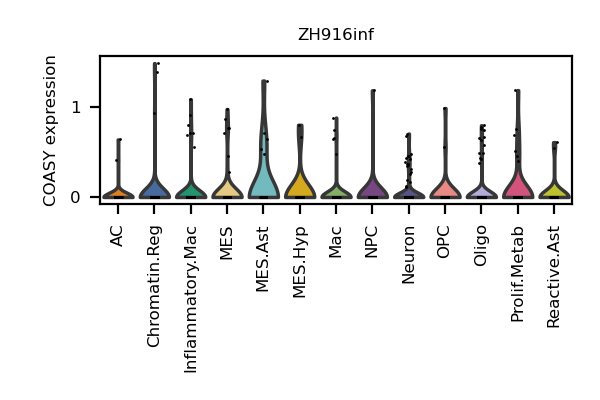 ZH916inf
COASY expression
1
0
AC
Chromatin.Reg
Inflammatory.Mac
MES
MES.Ast
MES.Hyp
Mac
NPC
Neuron
OPC
Oligo
Prolif.Metab
Reactive.Ast